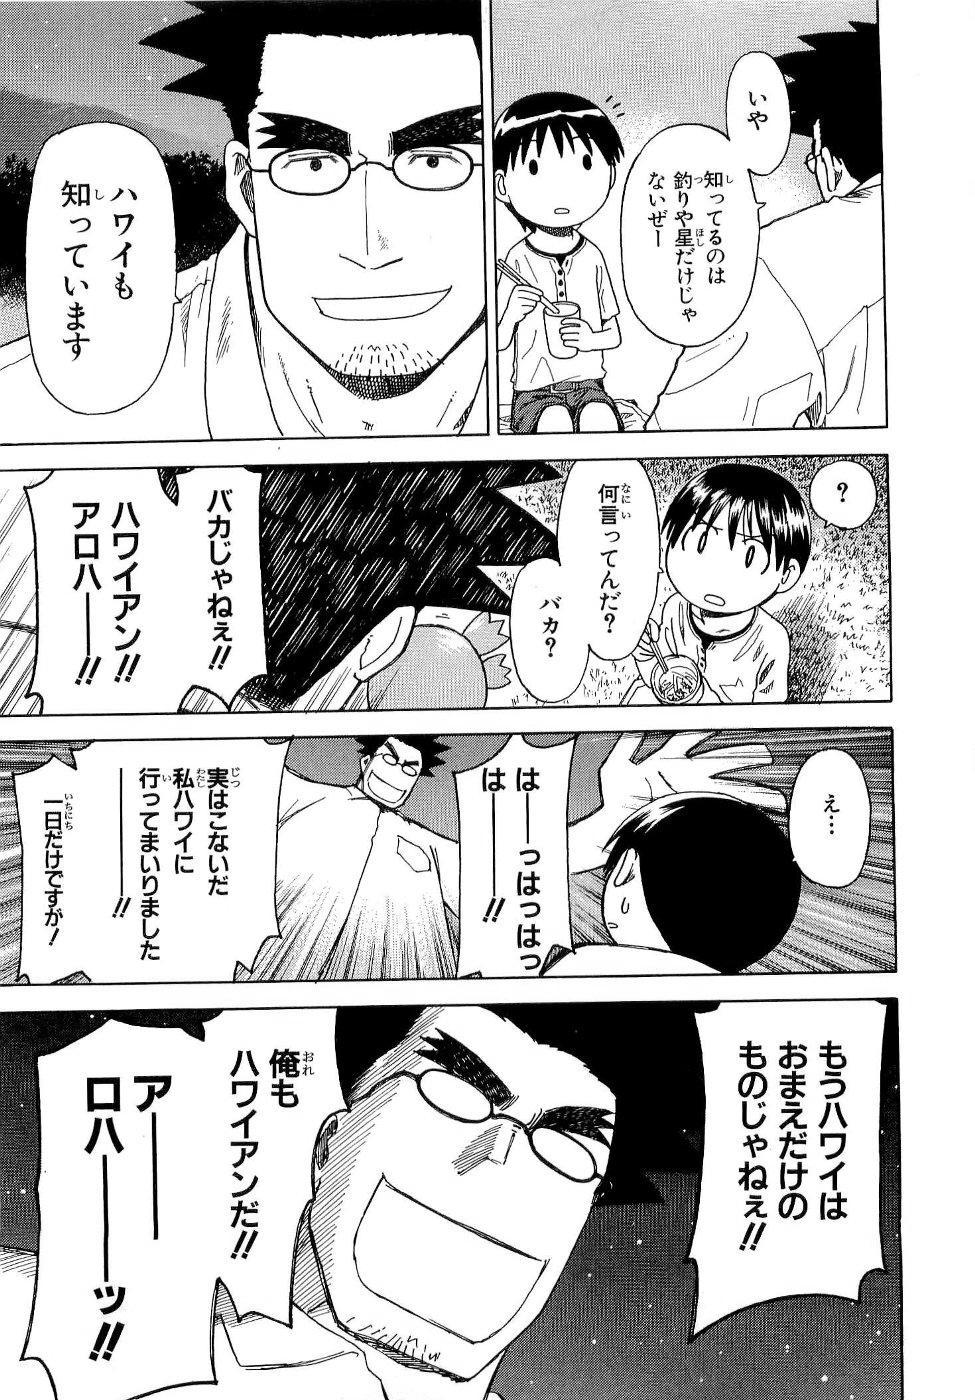 いや
知ってるのは
釣りや星だけじゃ
ないぜー
ハワイも
知っています
?
何言ってんだ?
バカ?
バカじゃねぇ!!
ハワイアン!!
アロハ――!!
え…
はーーっはっはっ
は!!
実はこないだ
私ハワイに
行ってまいりました
――――!!
一日だけですが!
もうハワイは
おまえだけの
ものじゃねぇ!!
俺も
ハワイアンだ!!
アーー
ロハーーッ!!